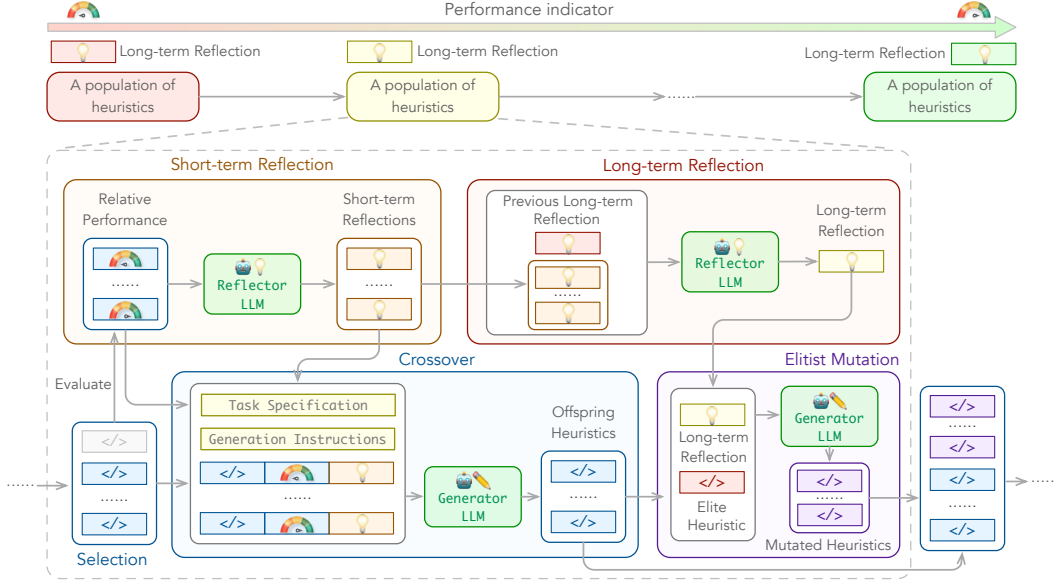 Performance indicator
Long-term Reflection
Long-term Reflection
Long-term Reflection
A population of
heuristics
A population of
heuristics
......
A population of
heuristics
Short-term Reflection
Long-term Reflection
Relative
Performance
......
Reflector
LLM
Short-term
Reflections
......
Previous Long-term
Reflection
......
Reflector
LLM
Long-term
Reflection
Evaluate
Crossover
Elitist Mutation
......
</>
</>
......
</>
Selection
Task Specification
Generation Instructions
</>
......
</>
Generator
LLM
Offspring
Heuristics
</>
......
</>
Long-term
Reflection
</>
Elite
Heuristic
Generator
LLM
</>
......
</>
Mutated Heuristics
</>
......
</>
</>
......
</>
......